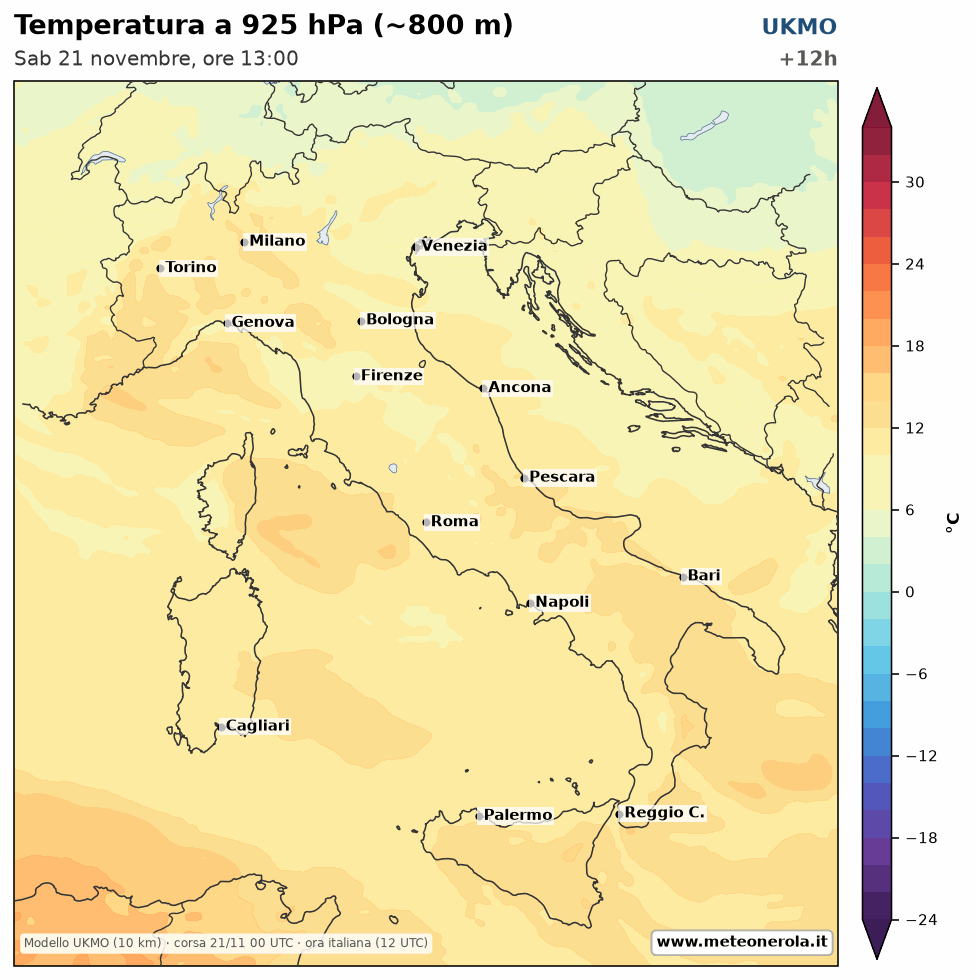 Temperatura a 925 hPa (~800 m)
UKMO
Sab 21 novembre, ore 13:00
+12h
Milano
Venezia
Torino
Genova
Bologna
Firenze
Ancona
Pescara
Roma
Bari
Napoli
Cagliari
Palermo
Reggio C.
30
24
18
12
6
0
−6
−12
−18
−24
°C
Modello UKMO (10 km) · corsa 21/11 00 UTC · ora italiana (12 UTC)
www.meteonerola.it